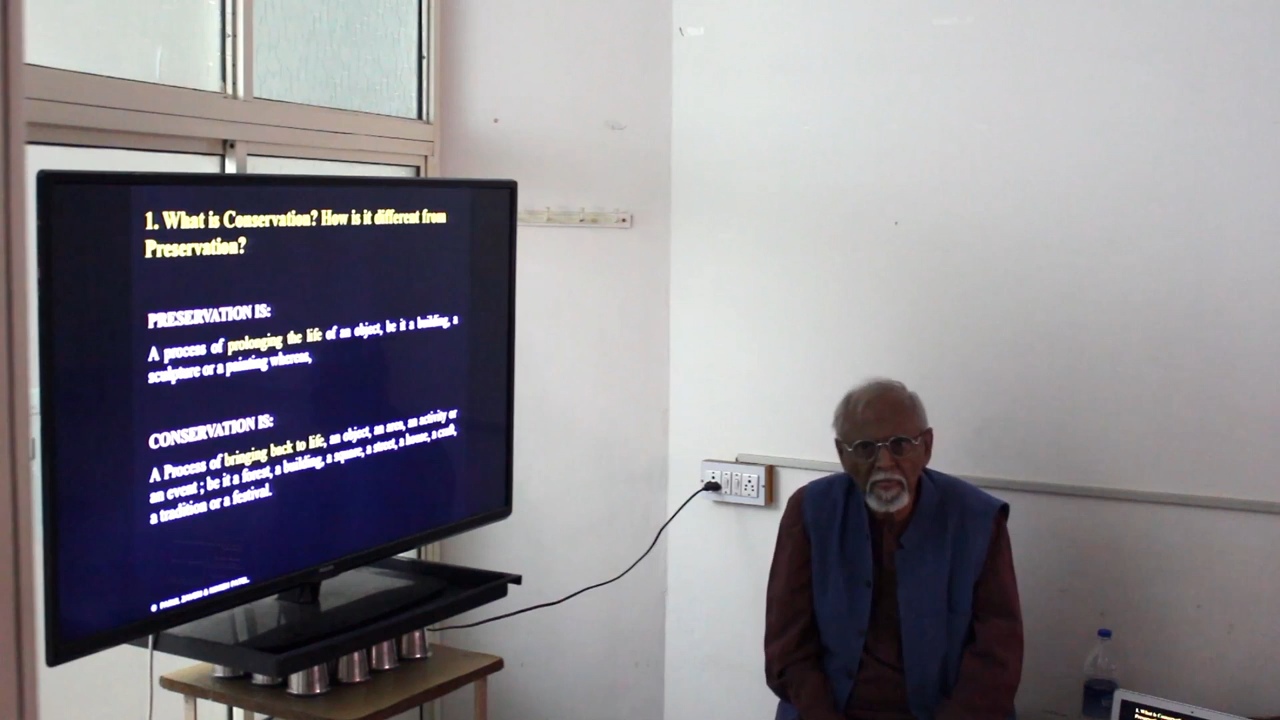 1. What is Conservation? How is it different from
Preservation?
PRESERVATION IS:
A process of prolonging the life of an object, be it a building, a
sculpture or a painting whereas,
CONSERVATION IS:
A Process of bringing back to life, an object, an area, an activity or
an event ; be it a forest, a building, a square, a street, a house, a craft,
a tradition or a festival.